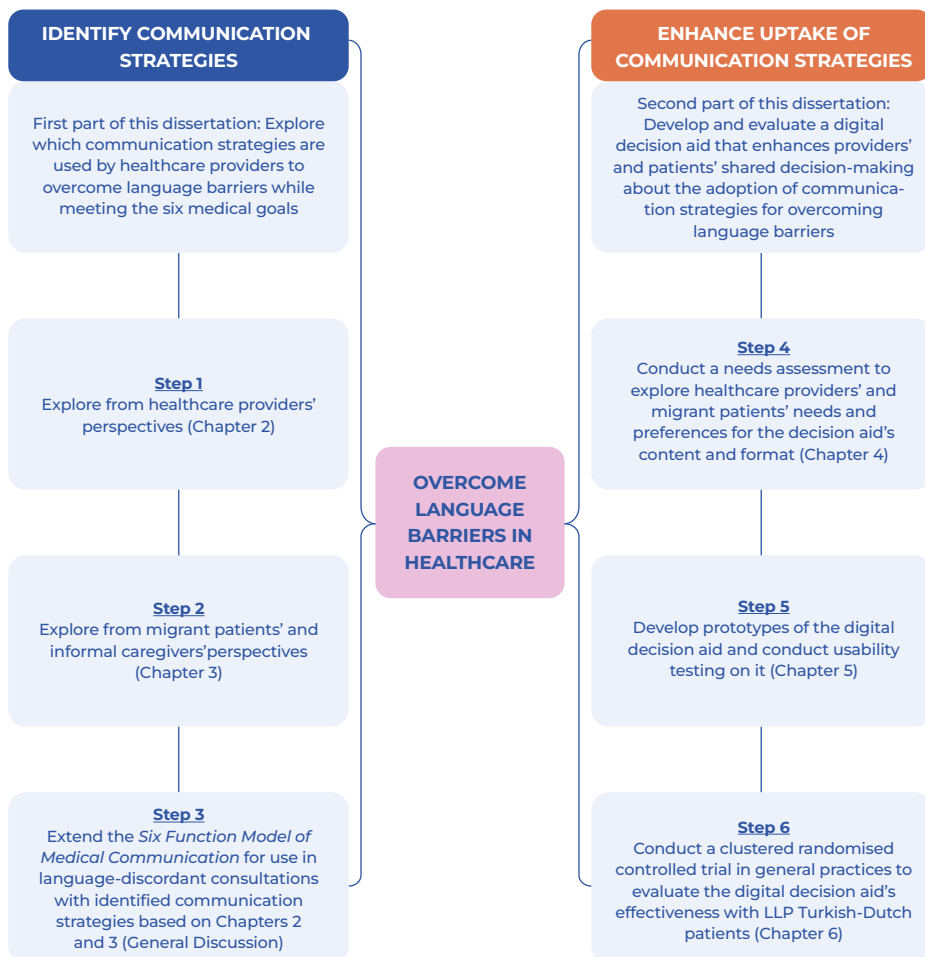 IDENTIFY COMMUNICATION
STRATEGIES
First part of this dissertation: Explore
which communication strategies are
used by healthcare providers to
overcome language barriers while
meeting the six medical goals
Step 1
Explore from healthcare providers'
perspectives (Chapter 2)
Step 2
Explore from migrant patients' and
informal caregivers'perspectives
(Chapter 3)
Step 3
Extend the Six Function Model of
Medical Communication for use in
language-discordant consultations
with identified communication
strategies based on Chapters 2
and 3 (General Discussion)
OVERCOME
LANGUAGE
BARRIERS IN
HEALTHCARE
ENHANCE UPTAKE OF
COMMUNICATION STRATEGIES
Second part of this dissertation:
Develop and evaluate a digital
decision aid that enhances providers'
and patients' shared decision-making
about the adoption of communica-
tion strategies for overcoming
language barriers
Step 4
Conduct a needs assessment to
explore healthcare providers' and
migrant patients' needs and
preferences for the decision aid's
content and format (Chapter 4)
Step 5
Develop prototypes of the digital
decision aid and conduct usability
testing on it (Chapter 5)
Step 6
Conduct a clustered randomised
controlled trial in general practices to
evaluate the digital decision aid's
effectiveness with LLP Turkish-Dutch
patients (Chapter 6)